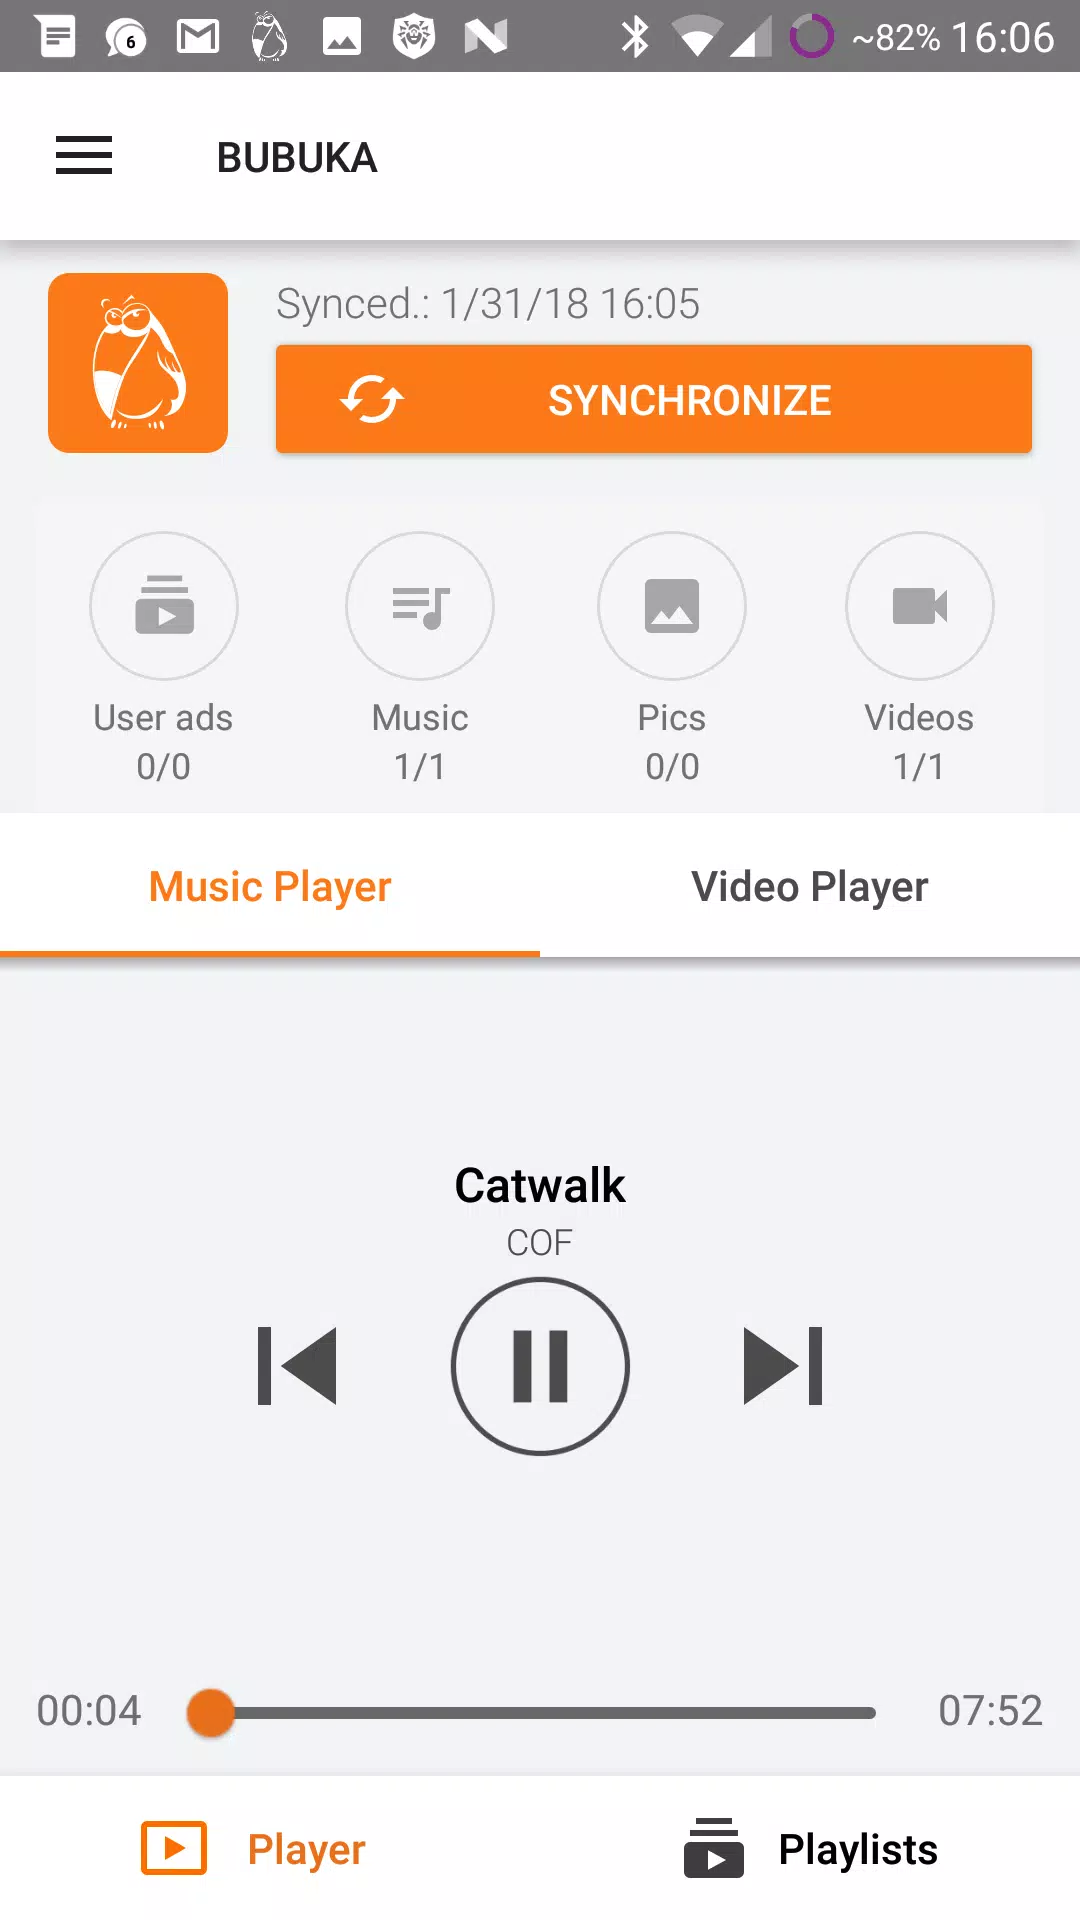 6 ~82% 16:06
BUBUKA
Synced.: 1/31/18 16:05
SYNCHRONIZE
User ads Music Pics Videos
0/0 1/1 0/0 1/1
Music Player Video Player
Catwalk
COF
00:04 07:52
Player Playlists